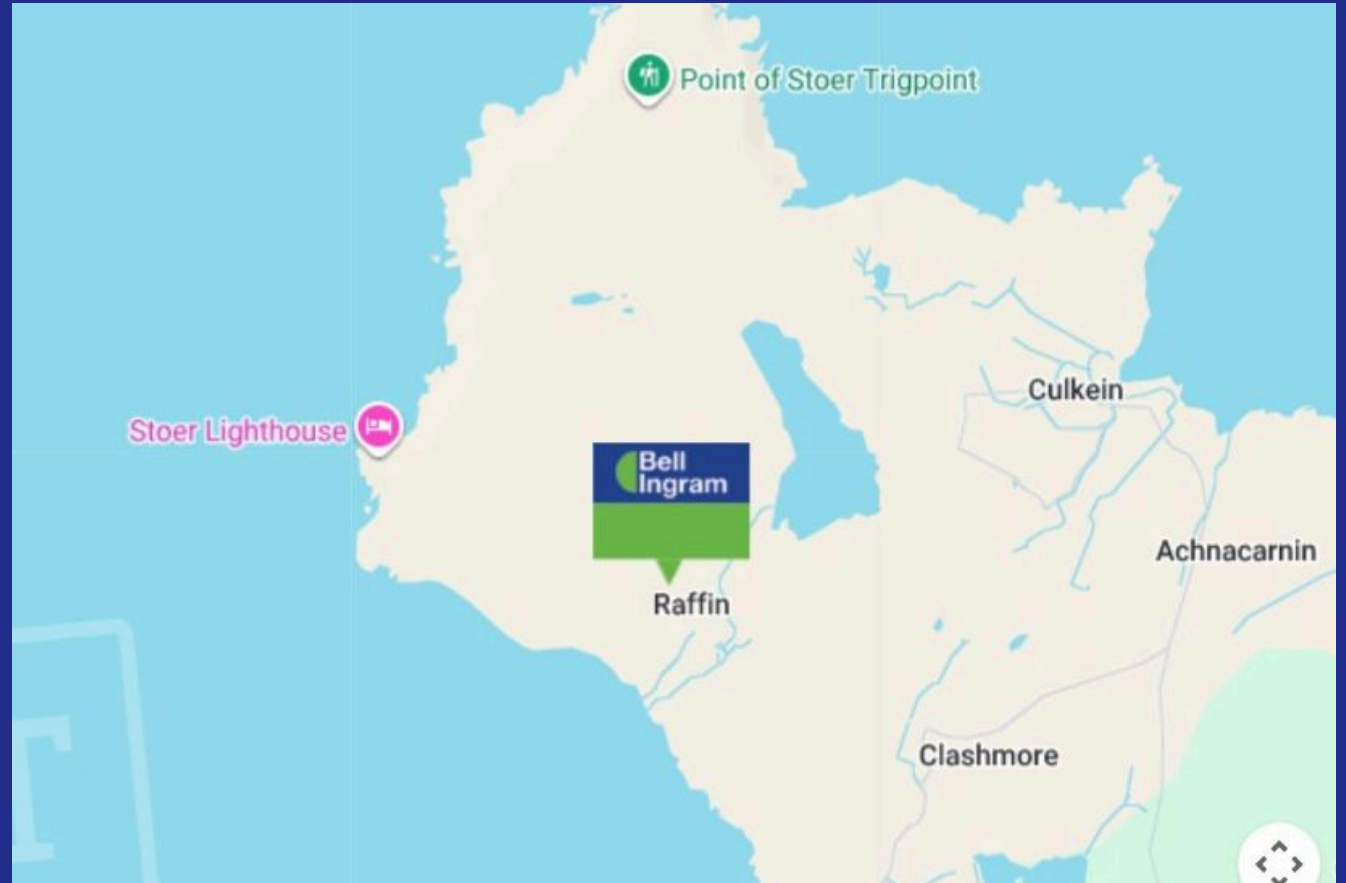 Point of Stoer Trigpoint
Culkein
Stoer Lighthouse
Bell
Ingram
Achnacarnin
Raffin
Clashmore
T